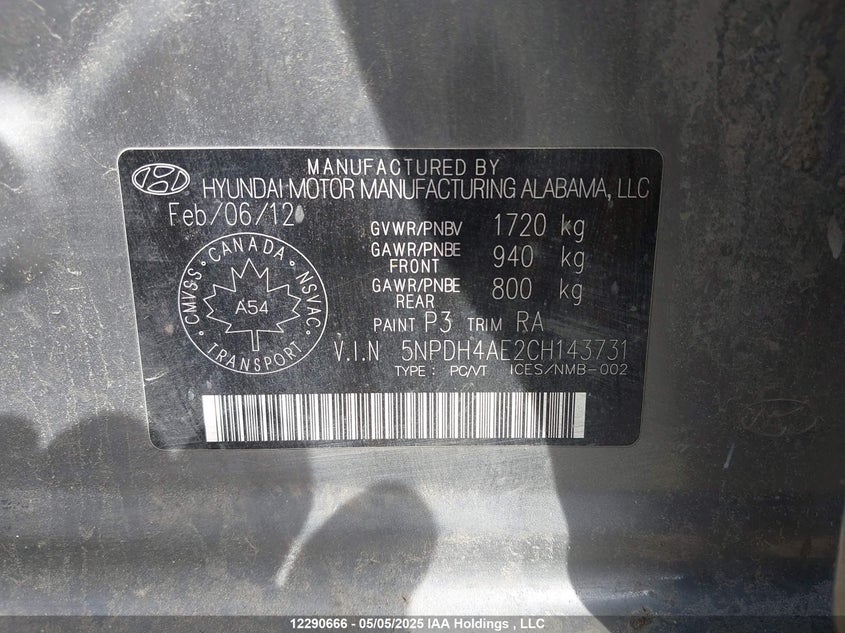 MANUFACTURED BY
HYUNDAI MOTOR MANUFACTURING ALABAMA, LLC
Feb/06/12
GVWR/PNBV 1720 kg
GAWR/PNBE FRONT 940 kg
GAWR/PNBE REAR 800 kg
CANADA
CMVSS NSVAC
A54
TRANSPORT
PAINT P3 TRIM RA
V.I.N 5NPDH4AE2CH143731
TYPE : PC/VT ICES/NMB-002
12290666 - 05/05/2025 IAA Holdings , LLC